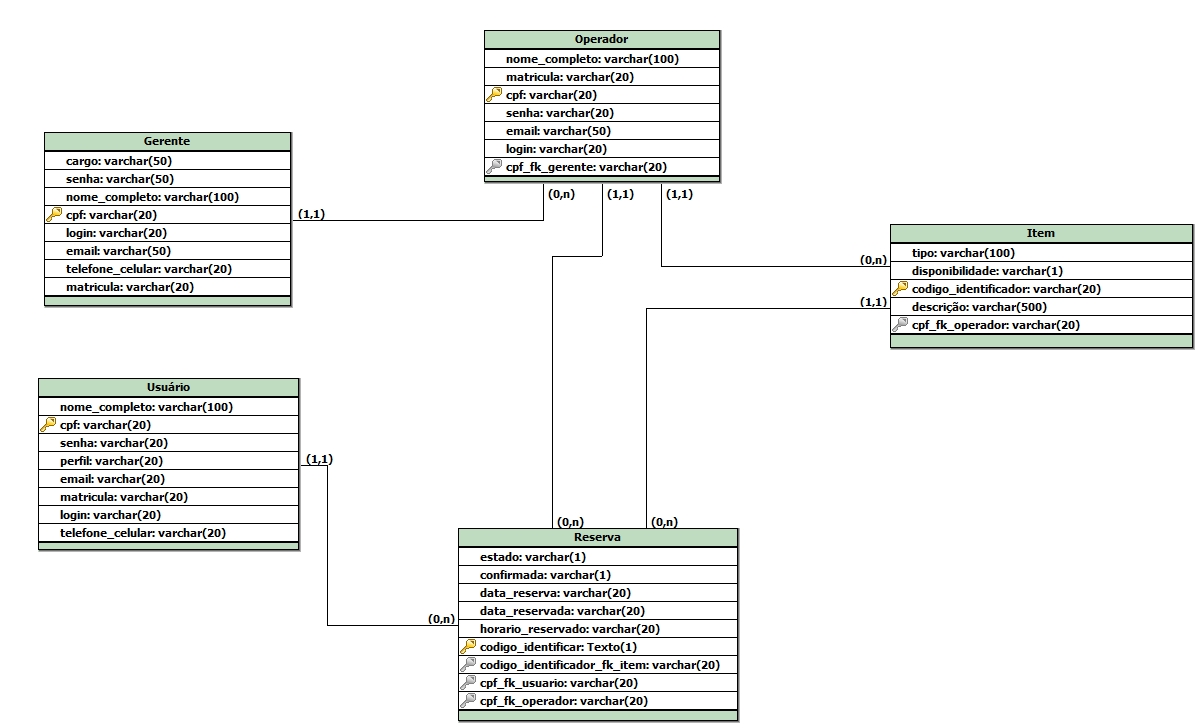 Operador
nome_completo: varchar(100)
matricula: varchar(20)
cpf: varchar(20)
senha: varchar(20)
email: varchar(50)
login: varchar(20)
cpf_fk_gerente: varchar(20)
(0,n)
(1,1)
(1,1)
Gerente
cargo: varchar(50)
senha: varchar(50)
nome_completo: varchar(100)
cpf: varchar(20)
login: varchar(20)
email: varchar(50)
telefone_celular: varchar(20)
matricula: varchar(20)
(1,1)
Item
tipo: varchar(100)
disponibilidade: varchar(1)
codigo_identificador: varchar(20)
descrição: varchar(500)
cpf_fk_operador: varchar(20)
(0,n)
(1,1)
Usuário
nome_completo: varchar(100)
cpf: varchar(20)
senha: varchar(20)
perfil: varchar(20)
email: varchar(20)
matricula: varchar(20)
login: varchar(20)
telefone_celular: varchar(20)
(1,1)
(0,n)
(0,n)
(0,n)
Reserva
estado: varchar(1)
confirmada: varchar(1)
data_reserva: varchar(20)
data_reservada: varchar(20)
horario_reservado: varchar(20)
codigo_identificar: Texto(1)
codigo_identificador_fk_item: varchar(20)
cpf_fk_usuario: varchar(20)
cpf_fk_operador: varchar(20)